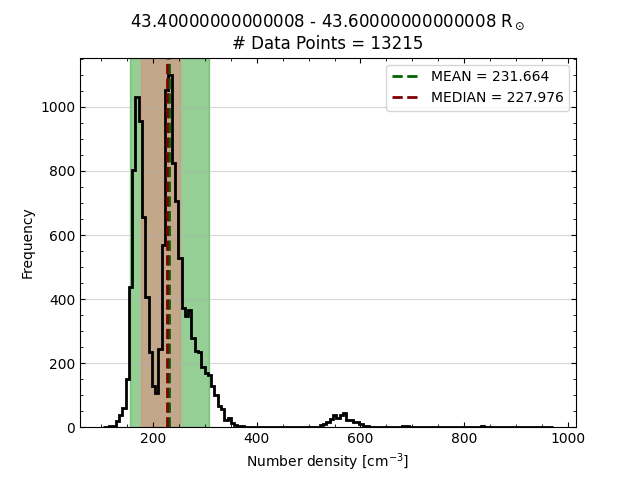 43.40000000000008 - 43.60000000000008 R⊙
# Data Points = 13215
MEAN = 231.664
MEDIAN = 227.976
Frequency
1000
800
600
400
200
0
200 400 600 800 1000
Number density [cm⁻³]